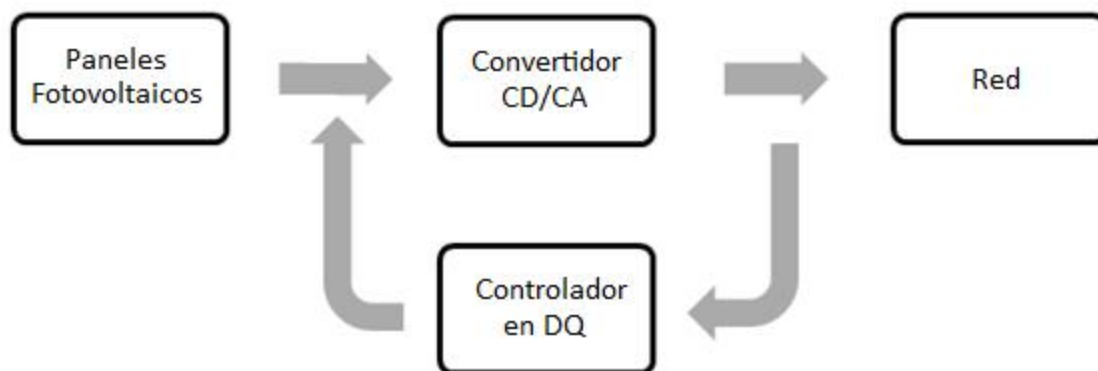 Paneles
Fotovoltaicos
Convertidor
CD/CA
Red
Controlador
en DQ